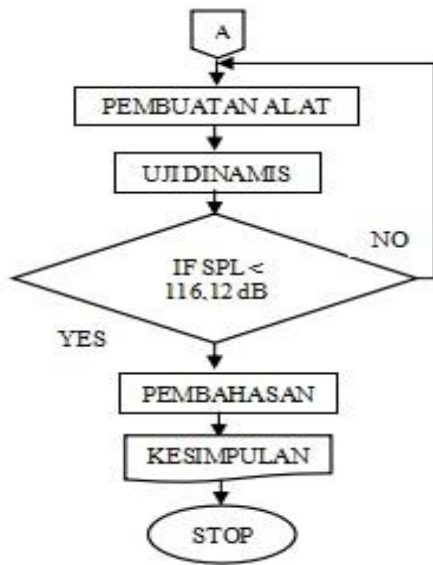 A
PEMBUATAN ALAT
UJI DINAMIS
NO
IF SPL <
116.12 dB
YES
PEMBAHASAN
KESIMPULAN
STOP